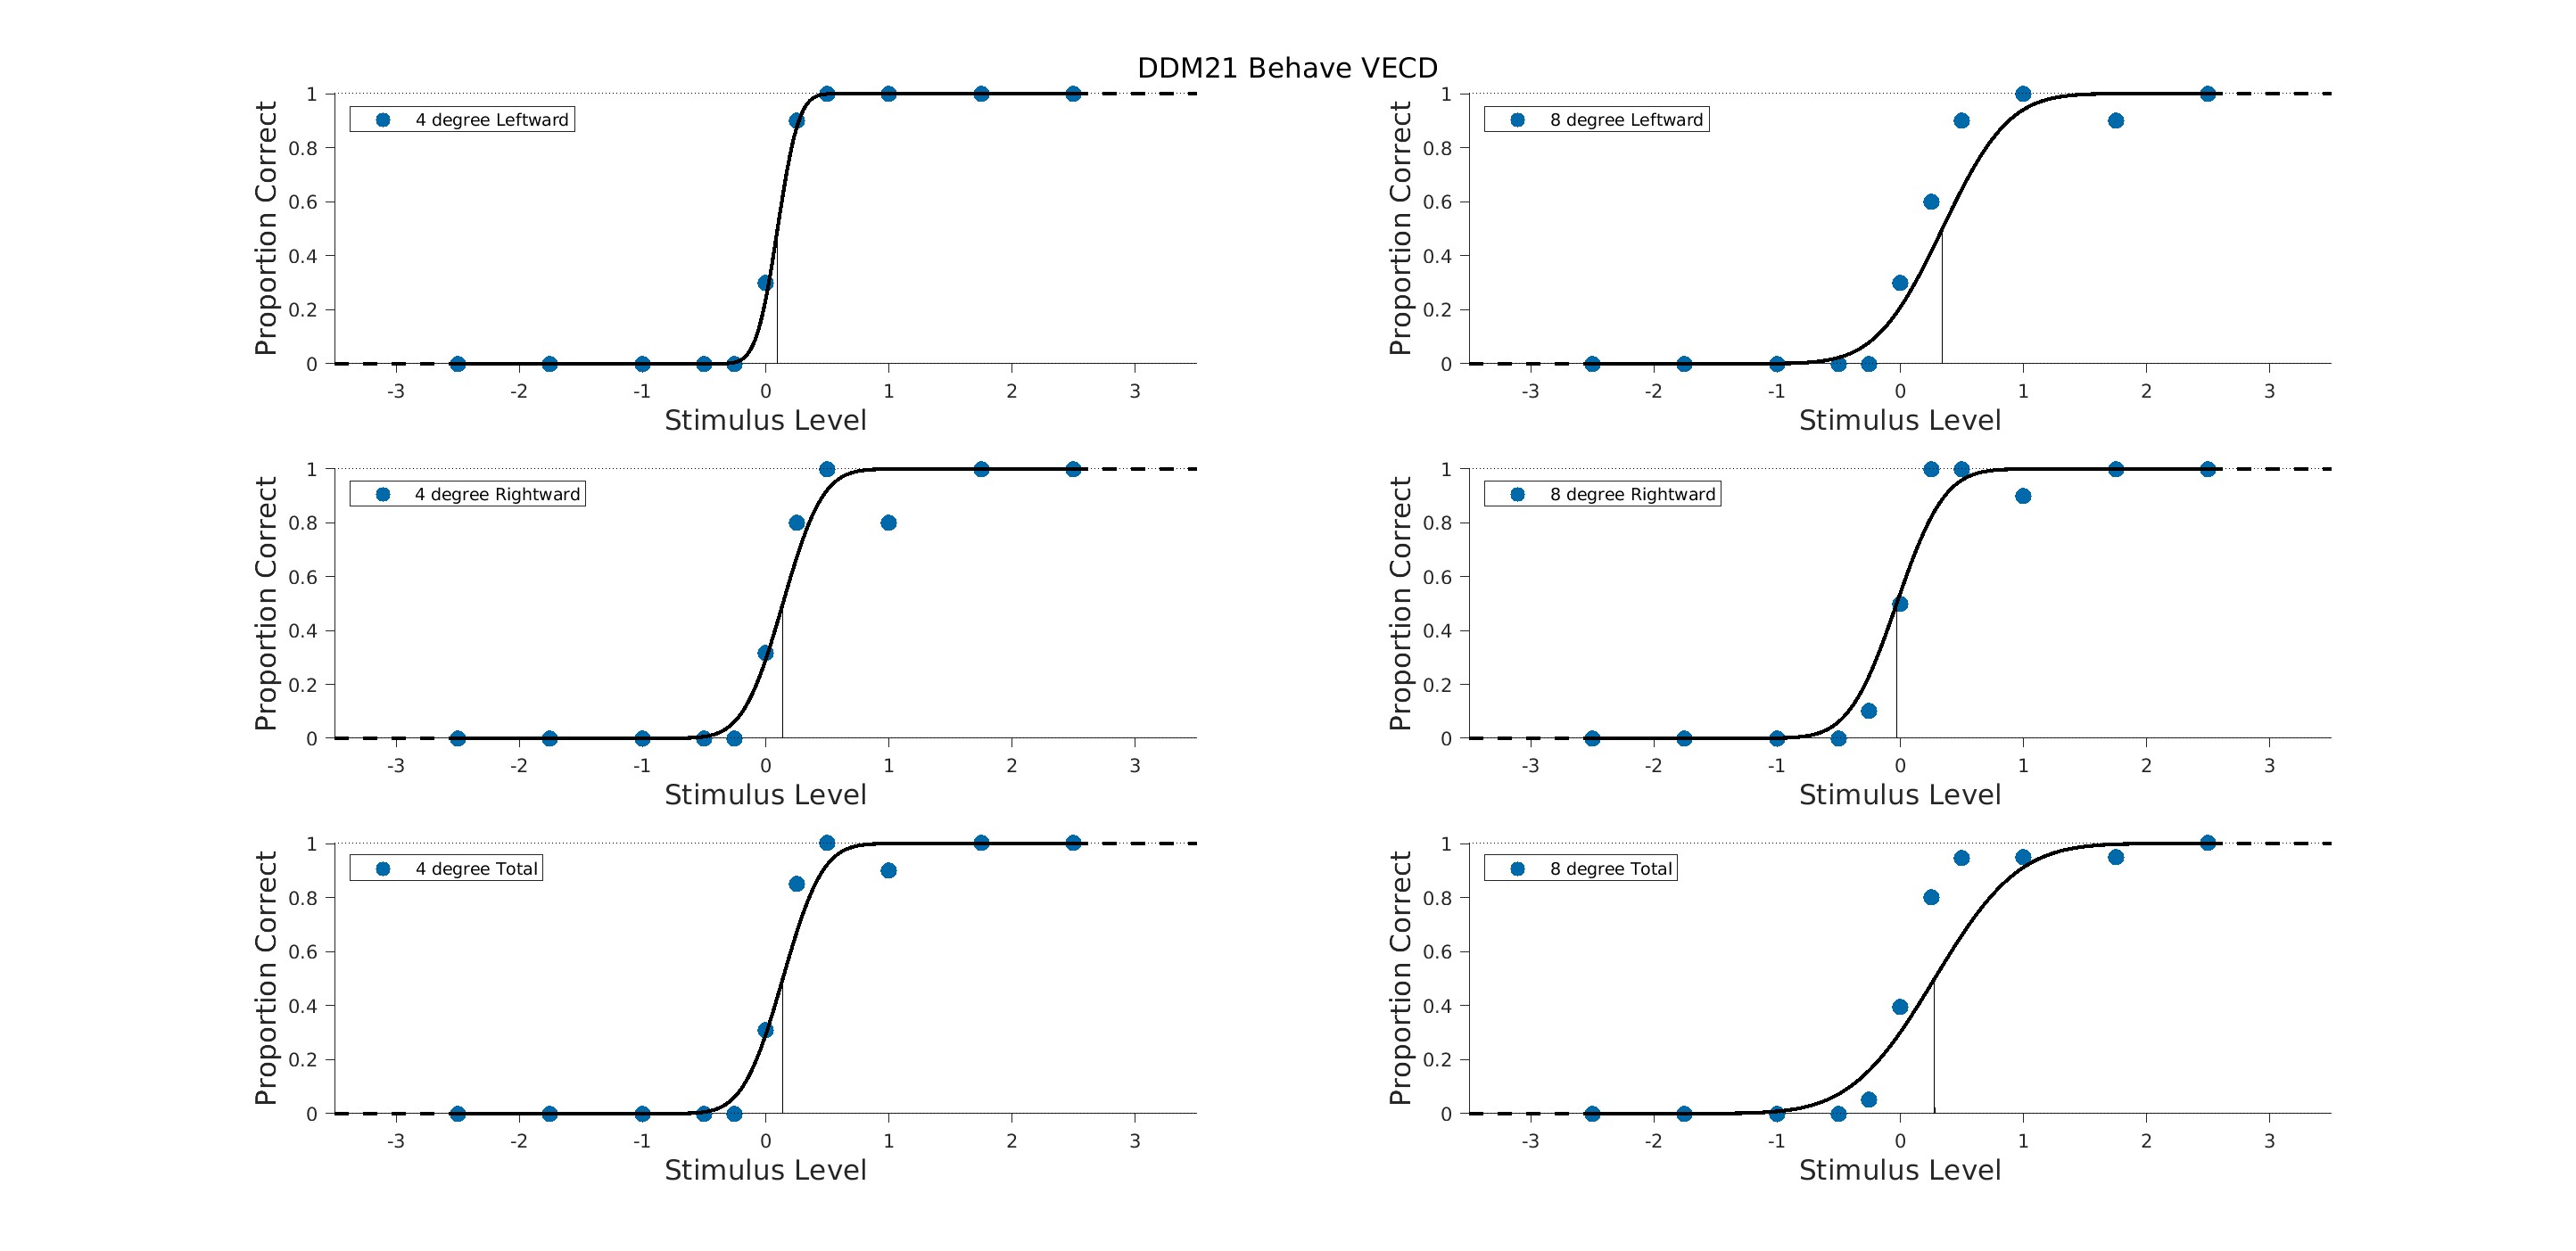 DDM21 Behave VECD
4 degree Leftward
Proportion Correct
1
0.8
0.6
0.4
0.2
0
-3 -2 -1 0 1 2 3
Stimulus Level
8 degree Leftward
Proportion Correct
1
0.8
0.6
0.4
0.2
0
-3 -2 -1 0 1 2 3
Stimulus Level
4 degree Rightward
Proportion Correct
1
0.8
0.6
0.4
0.2
0
-3 -2 -1 0 1 2 3
Stimulus Level
8 degree Rightward
Proportion Correct
1
0.8
0.6
0.4
0.2
0
-3 -2 -1 0 1 2 3
Stimulus Level
4 degree Total
Proportion Correct
1
0.8
0.6
0.4
0.2
0
-3 -2 -1 0 1 2 3
Stimulus Level
8 degree Total
Proportion Correct
1
0.8
0.6
0.4
0.2
0
-3 -2 -1 0 1 2 3
Stimulus Level